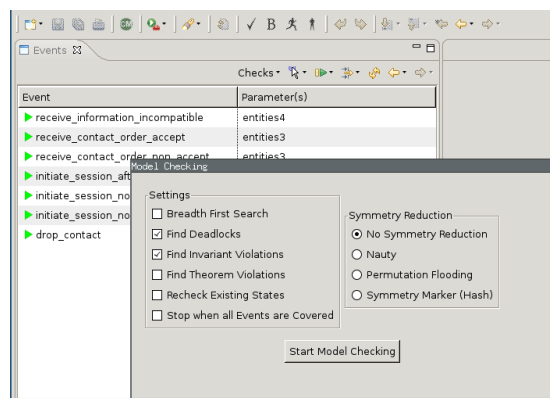 Events
Checks
Event Parameter(s)
receive_information_incompatible entities4
receive_contact_order_accept entities3
receive_contact_order_non_accept entities3
Model Checking
initiate_session_aft
initiate_session_no
initiate_session_no
drop_contact
Settings
Breadth First Search
Find Deadlocks
Find Invariant Violations
Find Theorem Violations
Recheck Existing States
Stop when all Events are Covered
Symmetry Reduction
No Symmetry Reduction
Nauty
Permutation Flooding
Symmetry Marker (Hash)
Start Model Checking